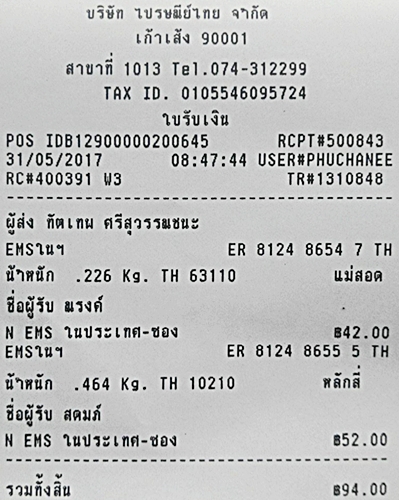 บริษัท ไปรษณีย์ไทย จำกัด
เก้าเส้ง 90001
สาขาที่ 1013 Tel.074-312299
TAX ID. 0105546095724
ใบรับเงิน
POS IDB12900000200645 RCPT#500843
31/05/2017 08:47:44 USER#PHUCHANEE
RC#400391 W3 TR#1310848
ผู้ส่ง ทัตเทพ ศรีสุวรรณชนะ
EMSในฯ ER 8124 8654 7 TH
น้ำหนัก .226 Kg. TH 63110 แม่สอด
ชื่อผู้รับ ณรงค์
N EMS ในประเทศ-ซอง ฿42.00
EMSในฯ ER 8124 8655 5 TH
น้ำหนัก .464 Kg. TH 10210 หลักสี่
ชื่อผู้รับ สดมภ์
N EMS ในประเทศ-ซอง ฿52.00
รวมทั้งสิ้น ฿94.00